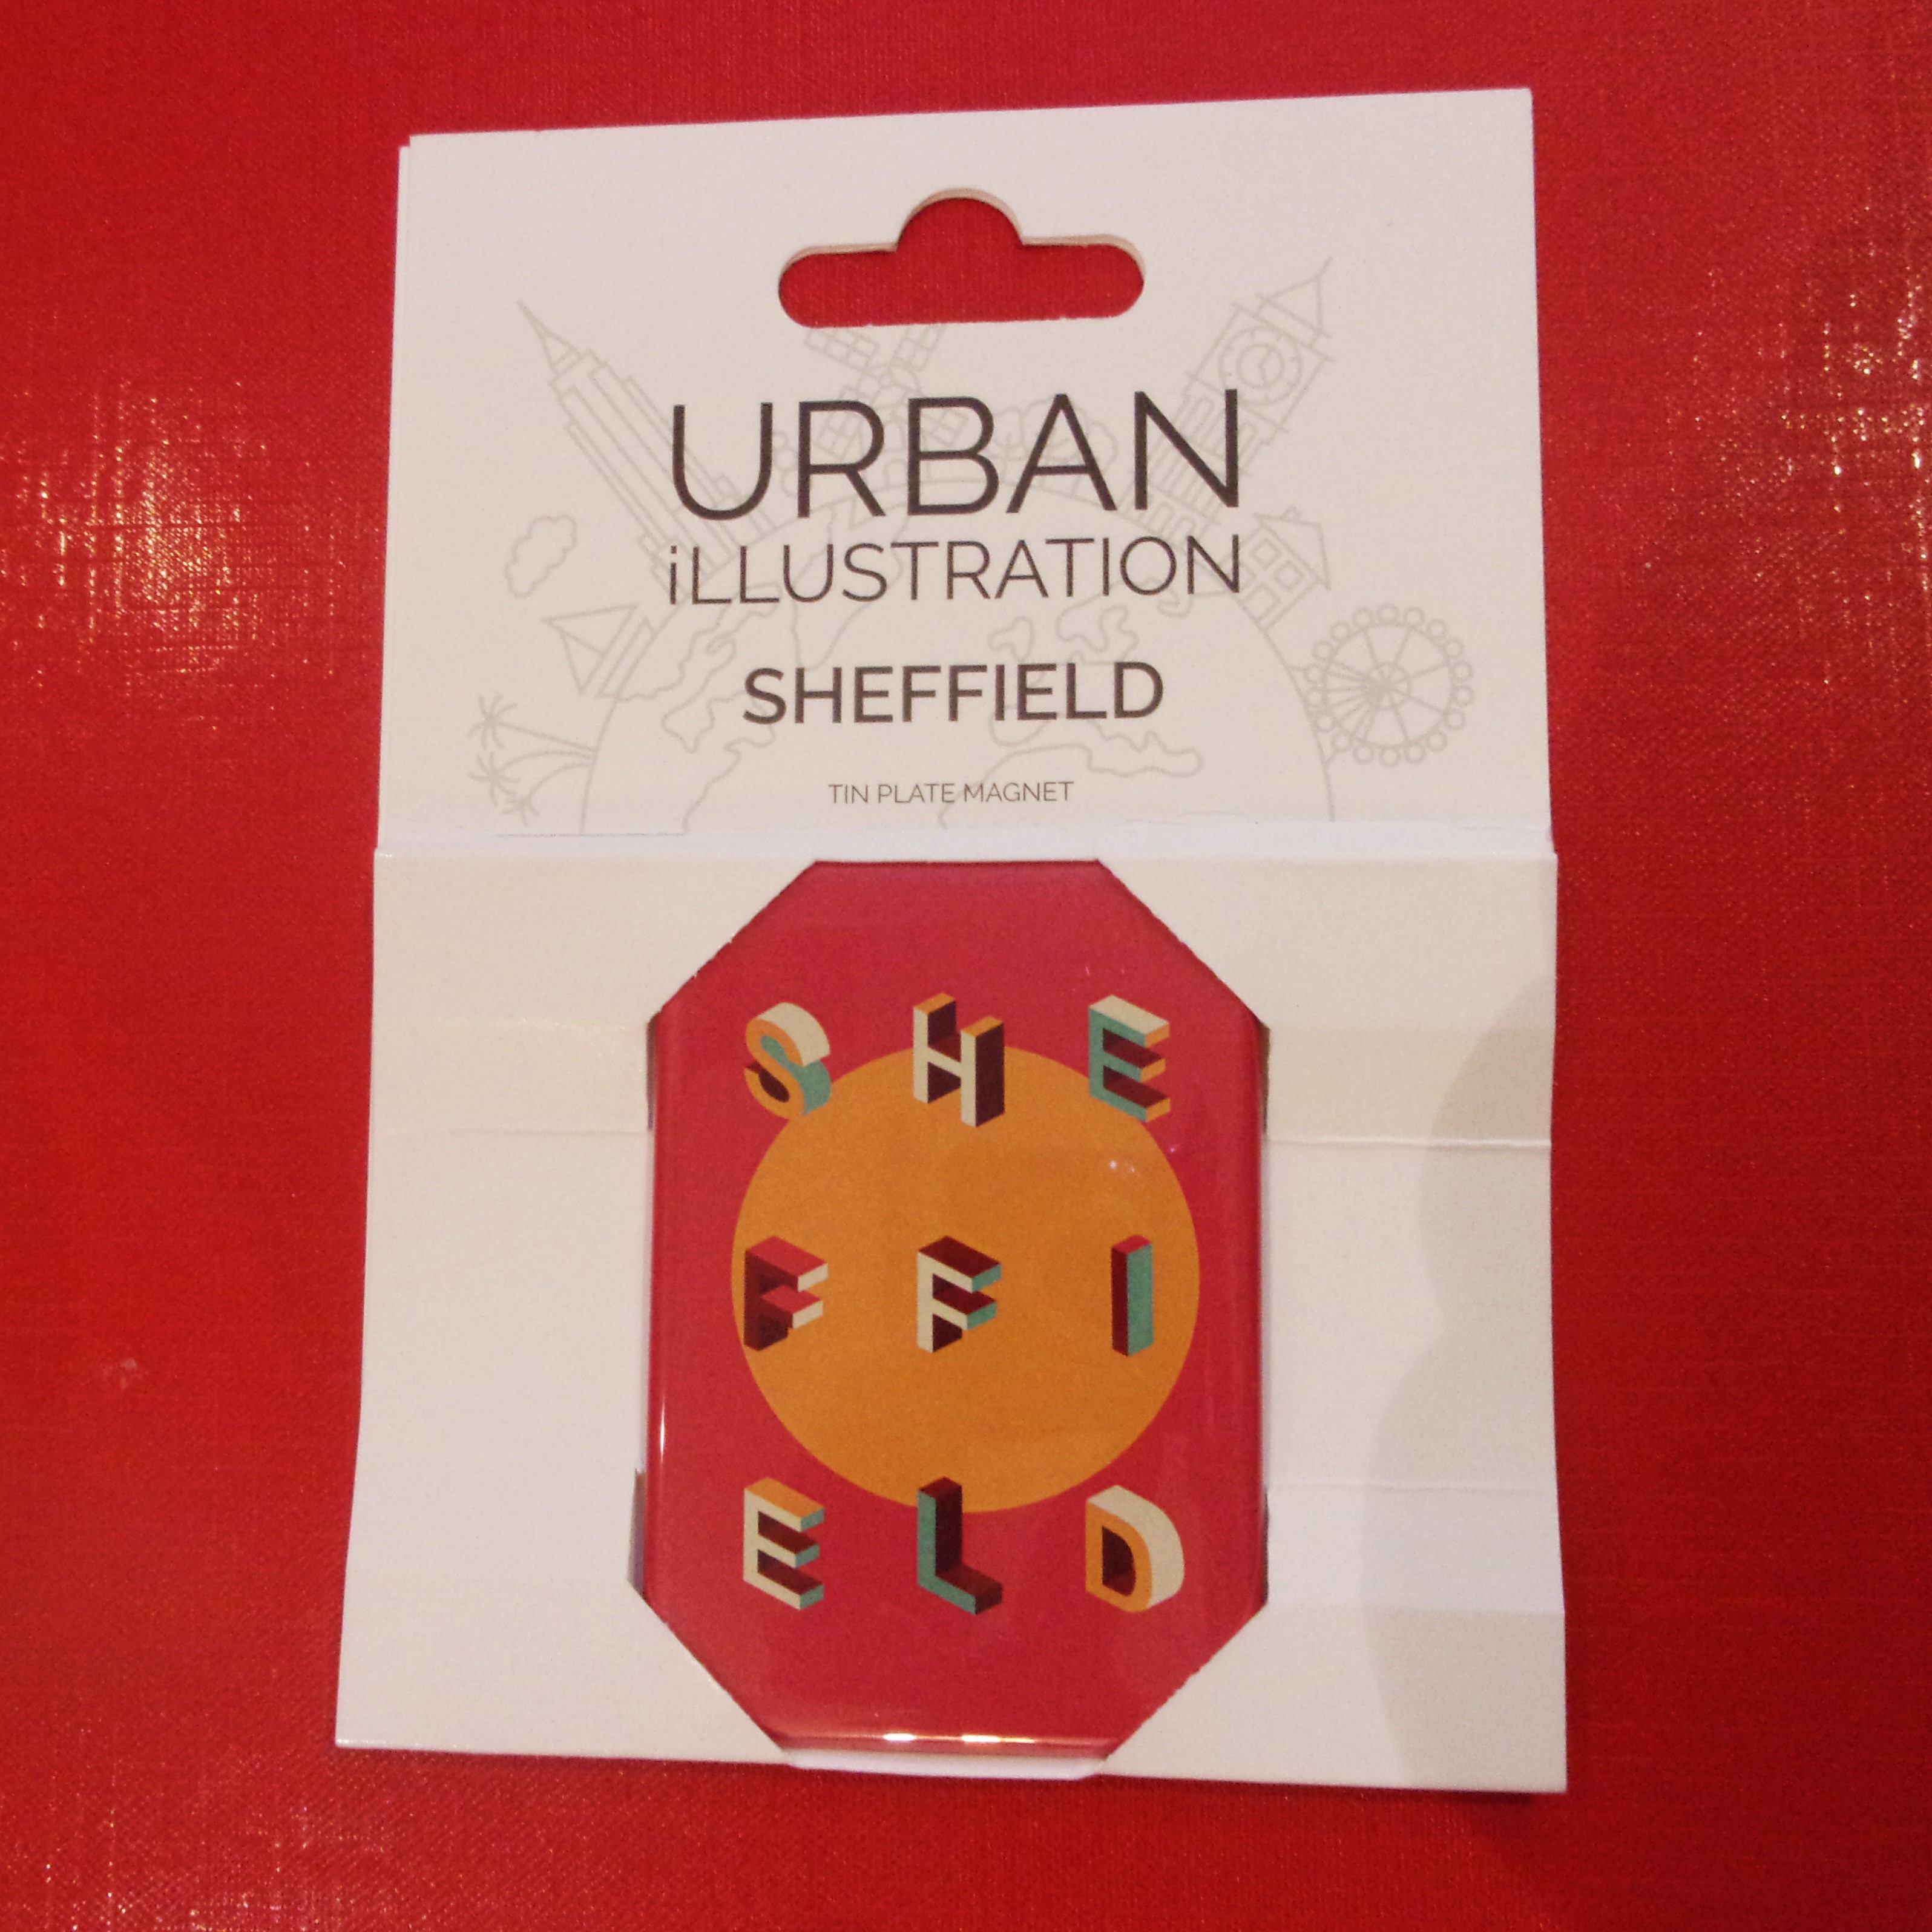 URBAN
iLLUSTRATION
SHEFFIELD
TIN PLATE MAGNET
SHE
FFI
ELD